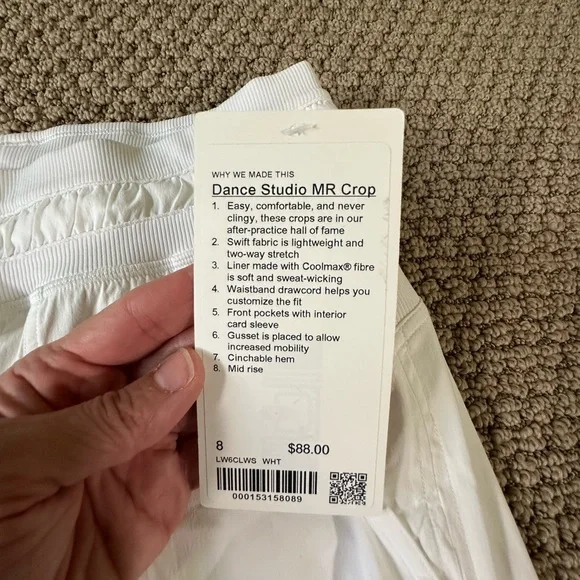 WHY WE MADE THIS
Dance Studio MR Crop
1. Easy, comfortable, and never
clingy, these crops are in our
after-practice hall of fame
2. Swift fabric is lightweight and
two-way stretch
3. Liner made with Coolmax® fibre
is soft and sweat-wicking
4. Waistband drawcord helps you
customize the fit
5. Front pockets with interior
card sleeve
6. Gusset is placed to allow
increased mobility
7. Cinchable hem
8. Mid rise
8 $88.00
LW6CLWS WHT
000153158089